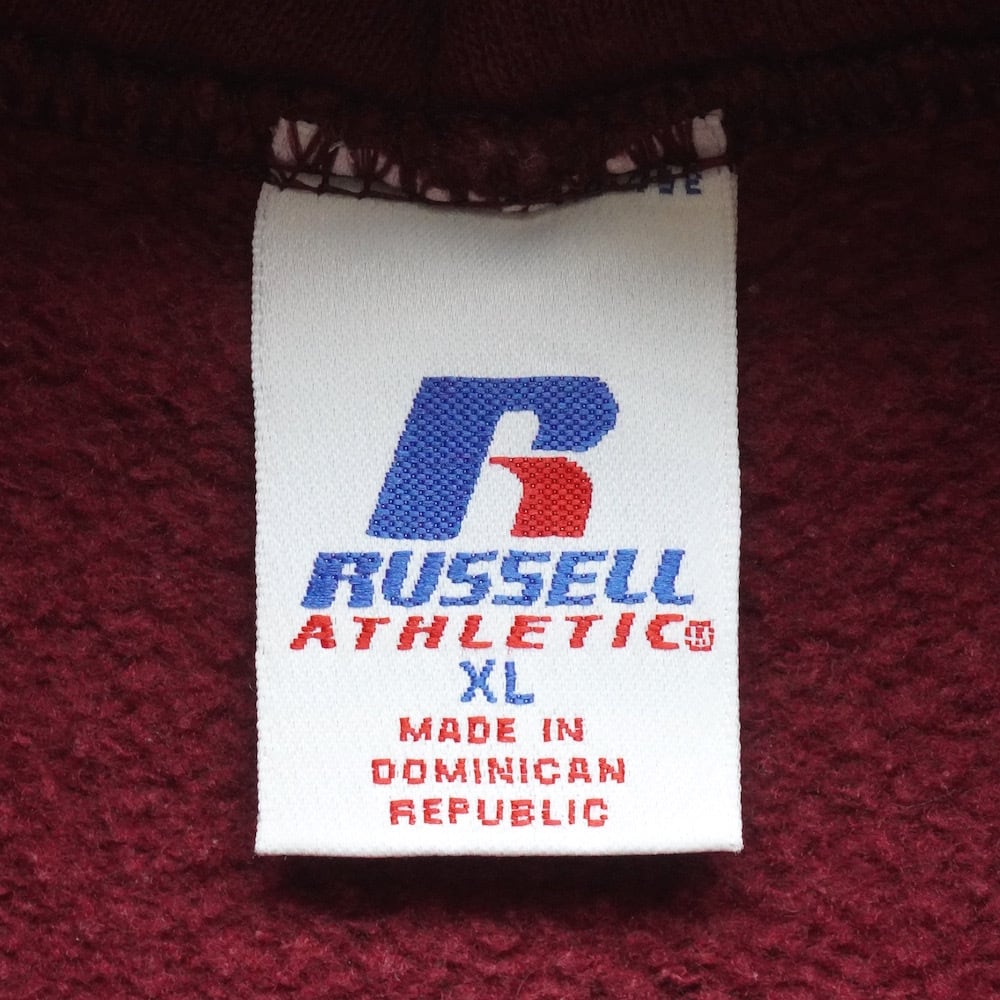 RUSSELL
ATHLETIC®
XL
MADE IN
DOMINICAN
REPUBLIC